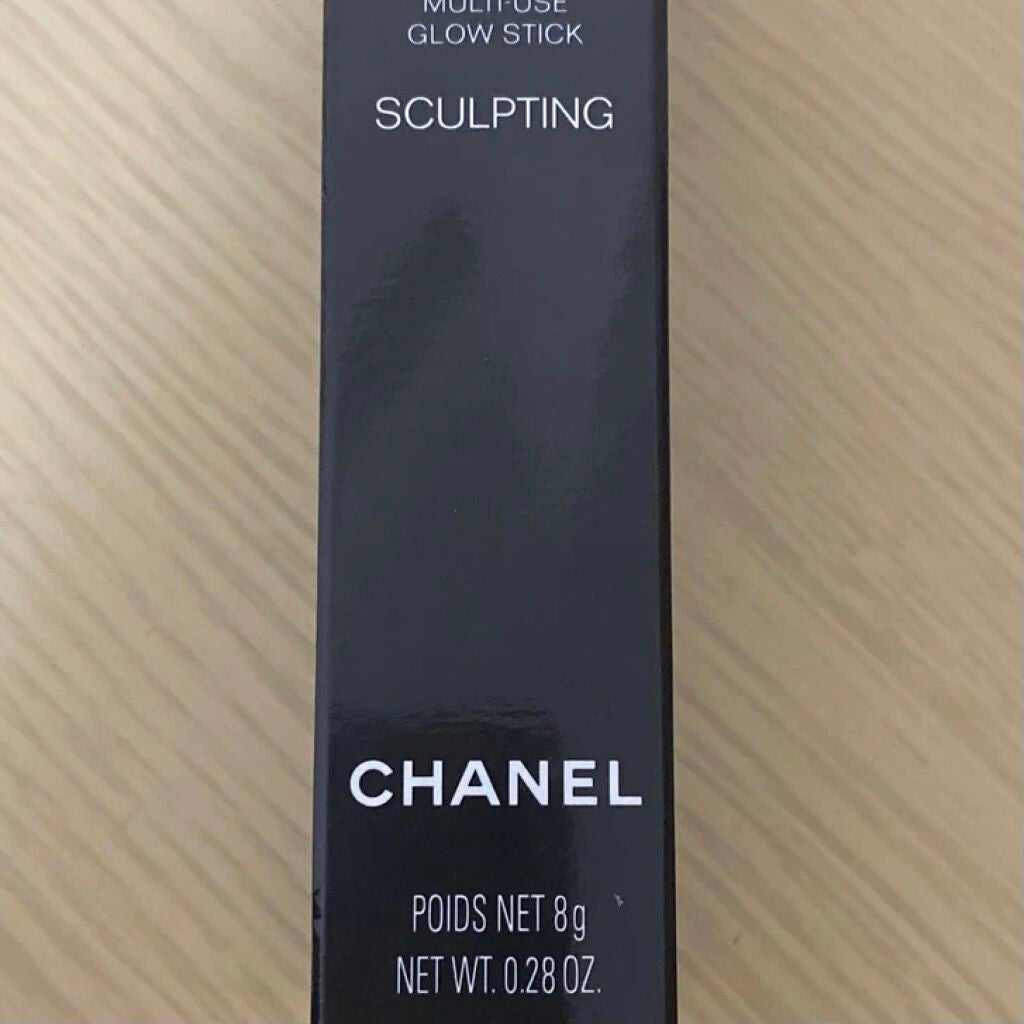 MULTI-USE
GLOW STICK
SCULPTING
CHANEL
POIDS NET 8g
NET WT. 0.28 OZ.